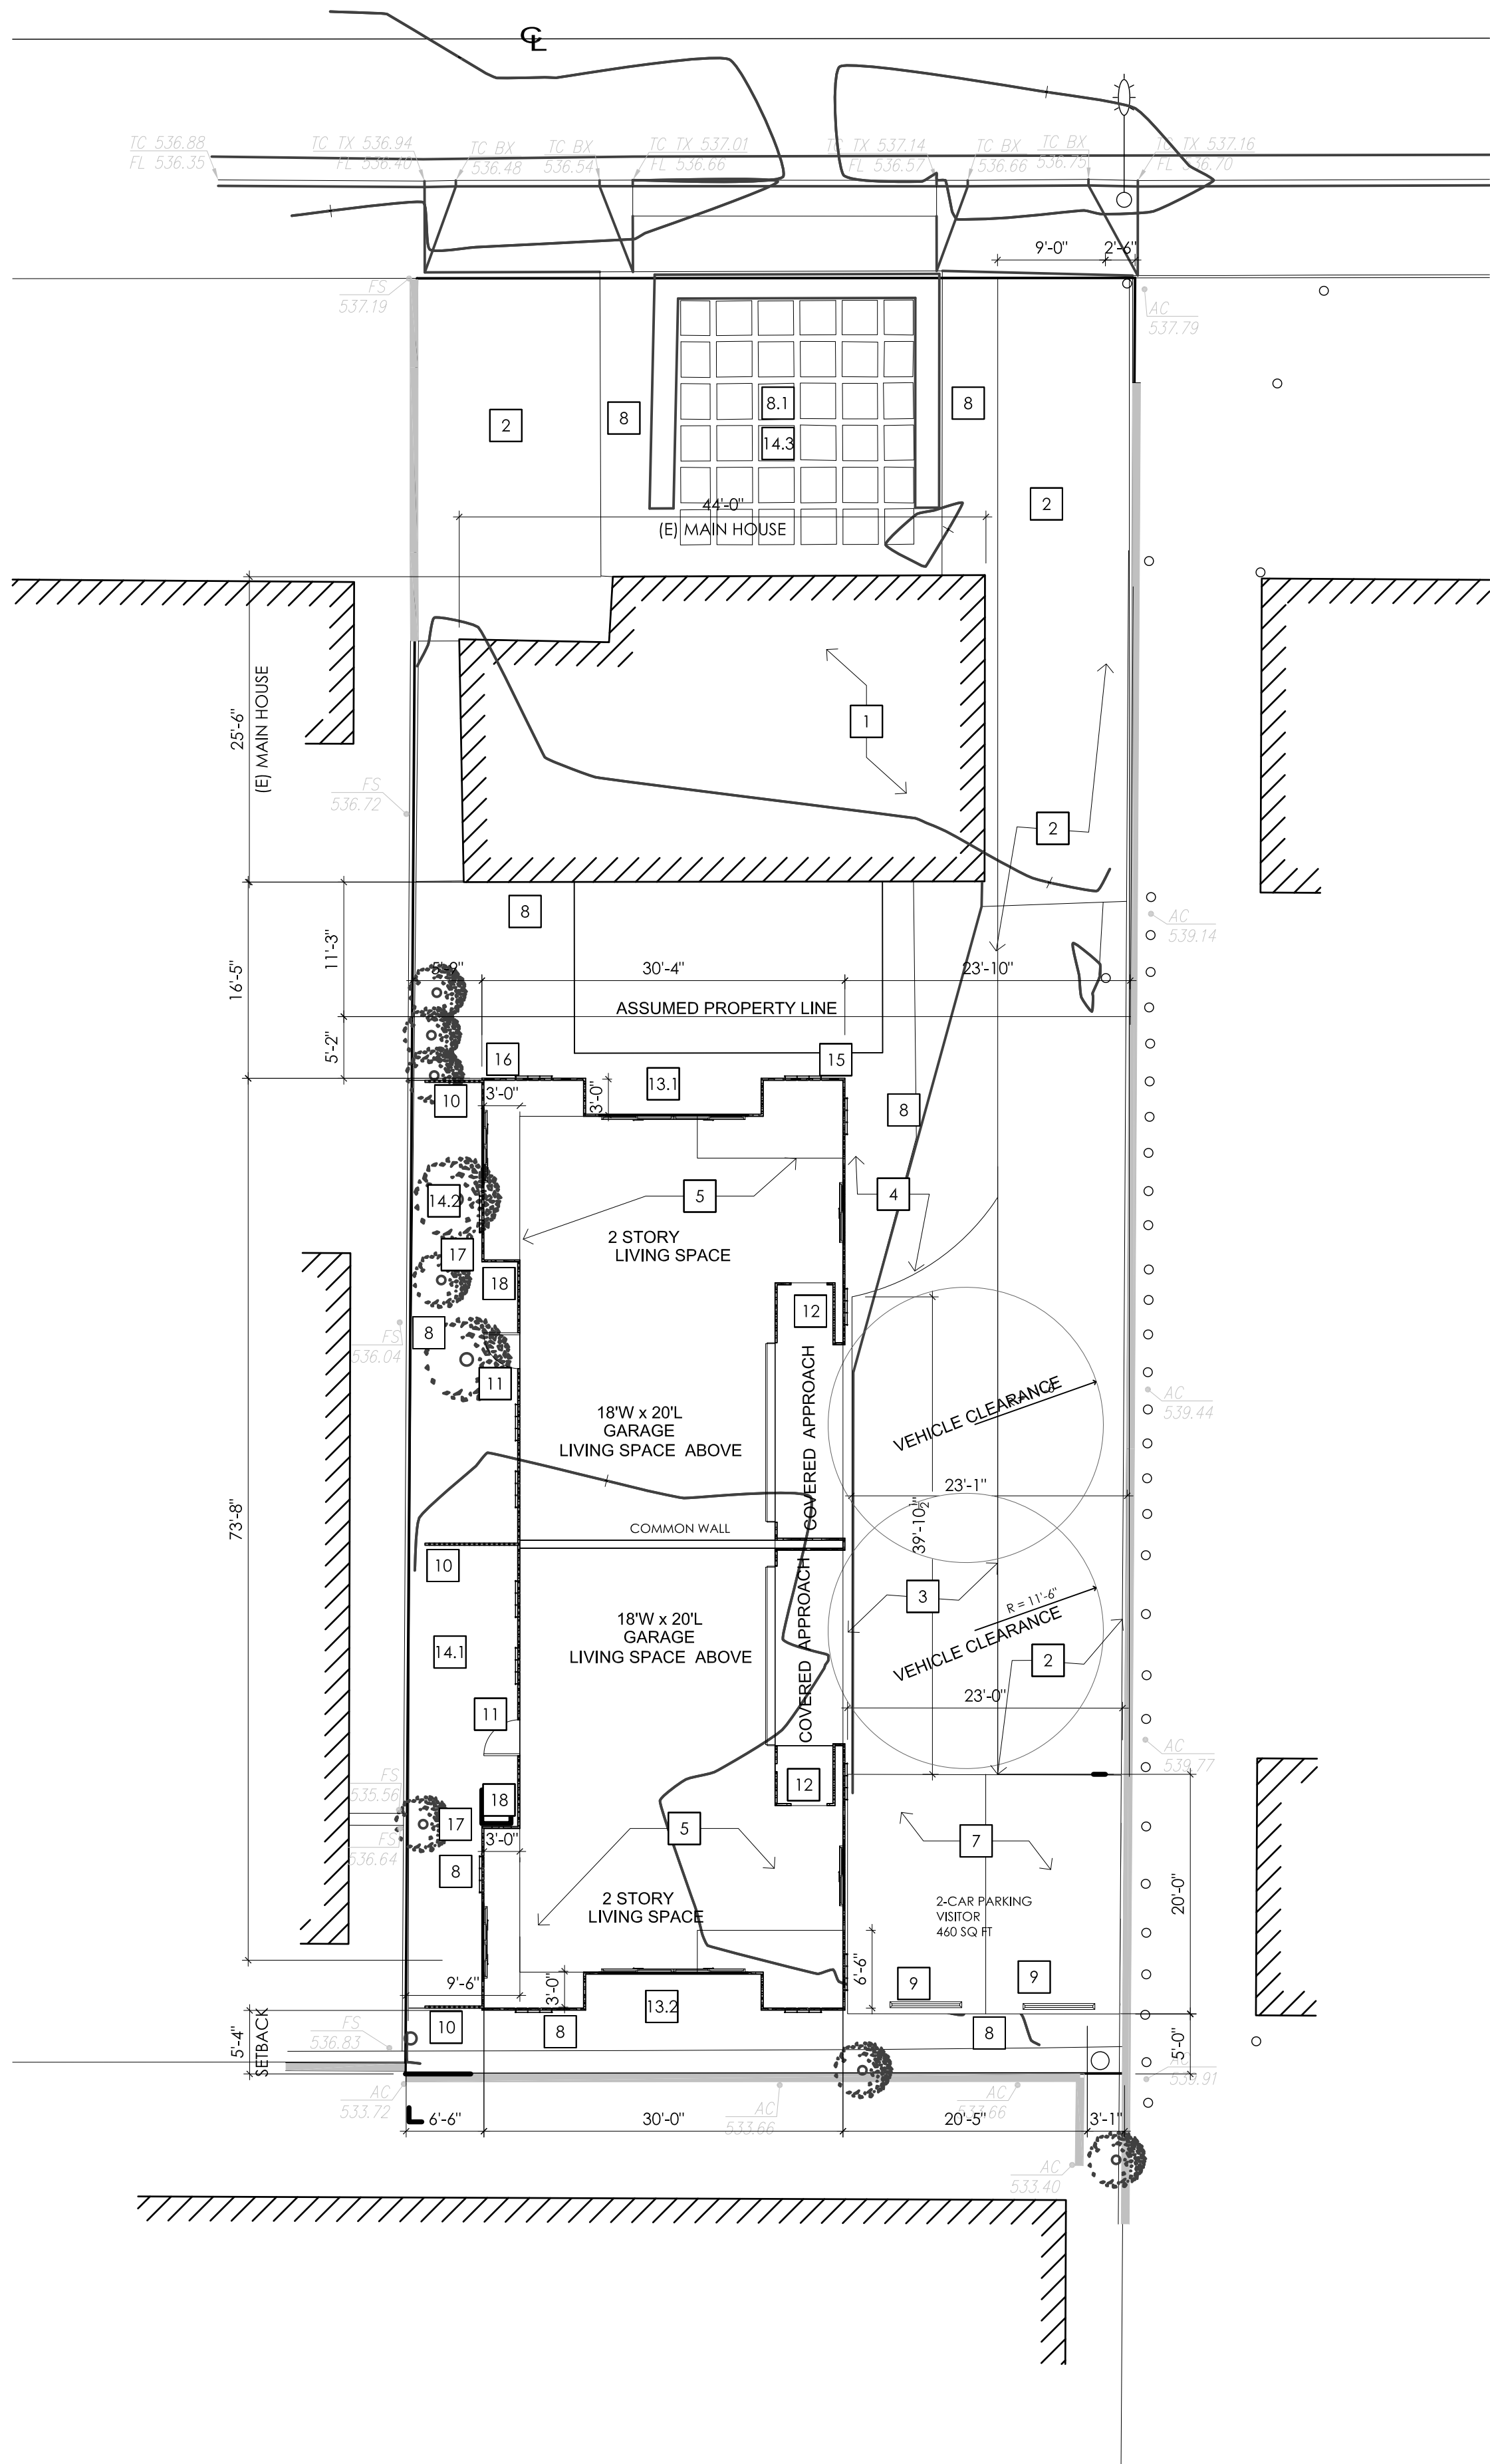 CL
TC 536.88
FL 536.35
TC TX 536.94
FL 536.40
TC BX
536.48
TC BX
536.54
TC TX 537.01
FL 536.66
TC TX 537.14
FL 536.57
TC BX
536.66
TC BX
536.75
TC TX 537.16
FL 536.70
9'-0"
2'-6"
FS
537.19
AC
537.79
2
8
8.1
14.3
8
2
44'-0"
(E) MAIN HOUSE
25'-6"
(E) MAIN HOUSE
1
FS
536.72
2
8
AC
539.14
16'-5"
11'-3"
5'-9"
30'-4"
23'-10"
ASSUMED PROPERTY LINE
5'-2"
16
15
10
3'-0"
3'-0"
13.1
8
14.2
5
4
2 STORY
LIVING SPACE
17
18
12
8
FS
536.04
11
18'W x 20'L
GARAGE
LIVING SPACE ABOVE
COVERED APPROACH
VEHICLE CLEARANCE
AC
539.44
23'-1"
73'-8"
39'-10½"
COMMON WALL
10
3
R = 11'-6"
VEHICLE CLEARANCE
18'W x 20'L
GARAGE
LIVING SPACE ABOVE
COVERED APPROACH
14.1
2
11
23'-0"
AC
539.77
FS
535.56
12
18
17
FS
536.64
3'-0"
5
7
8
20'-0"
2 STORY
LIVING SPACE
2-CAR PARKING
VISITOR
460 SQ FT
9'-6"
3'-0"
6'-6"
9
9
13.2
10
8
8
5'-4"
SETBACK
FS
536.83
5'-0"
AC
539.91
AC
533.72
AC
533.66
AC
533.66
6'-6"
30'-0"
20'-5"
3'-1"
AC
533.40